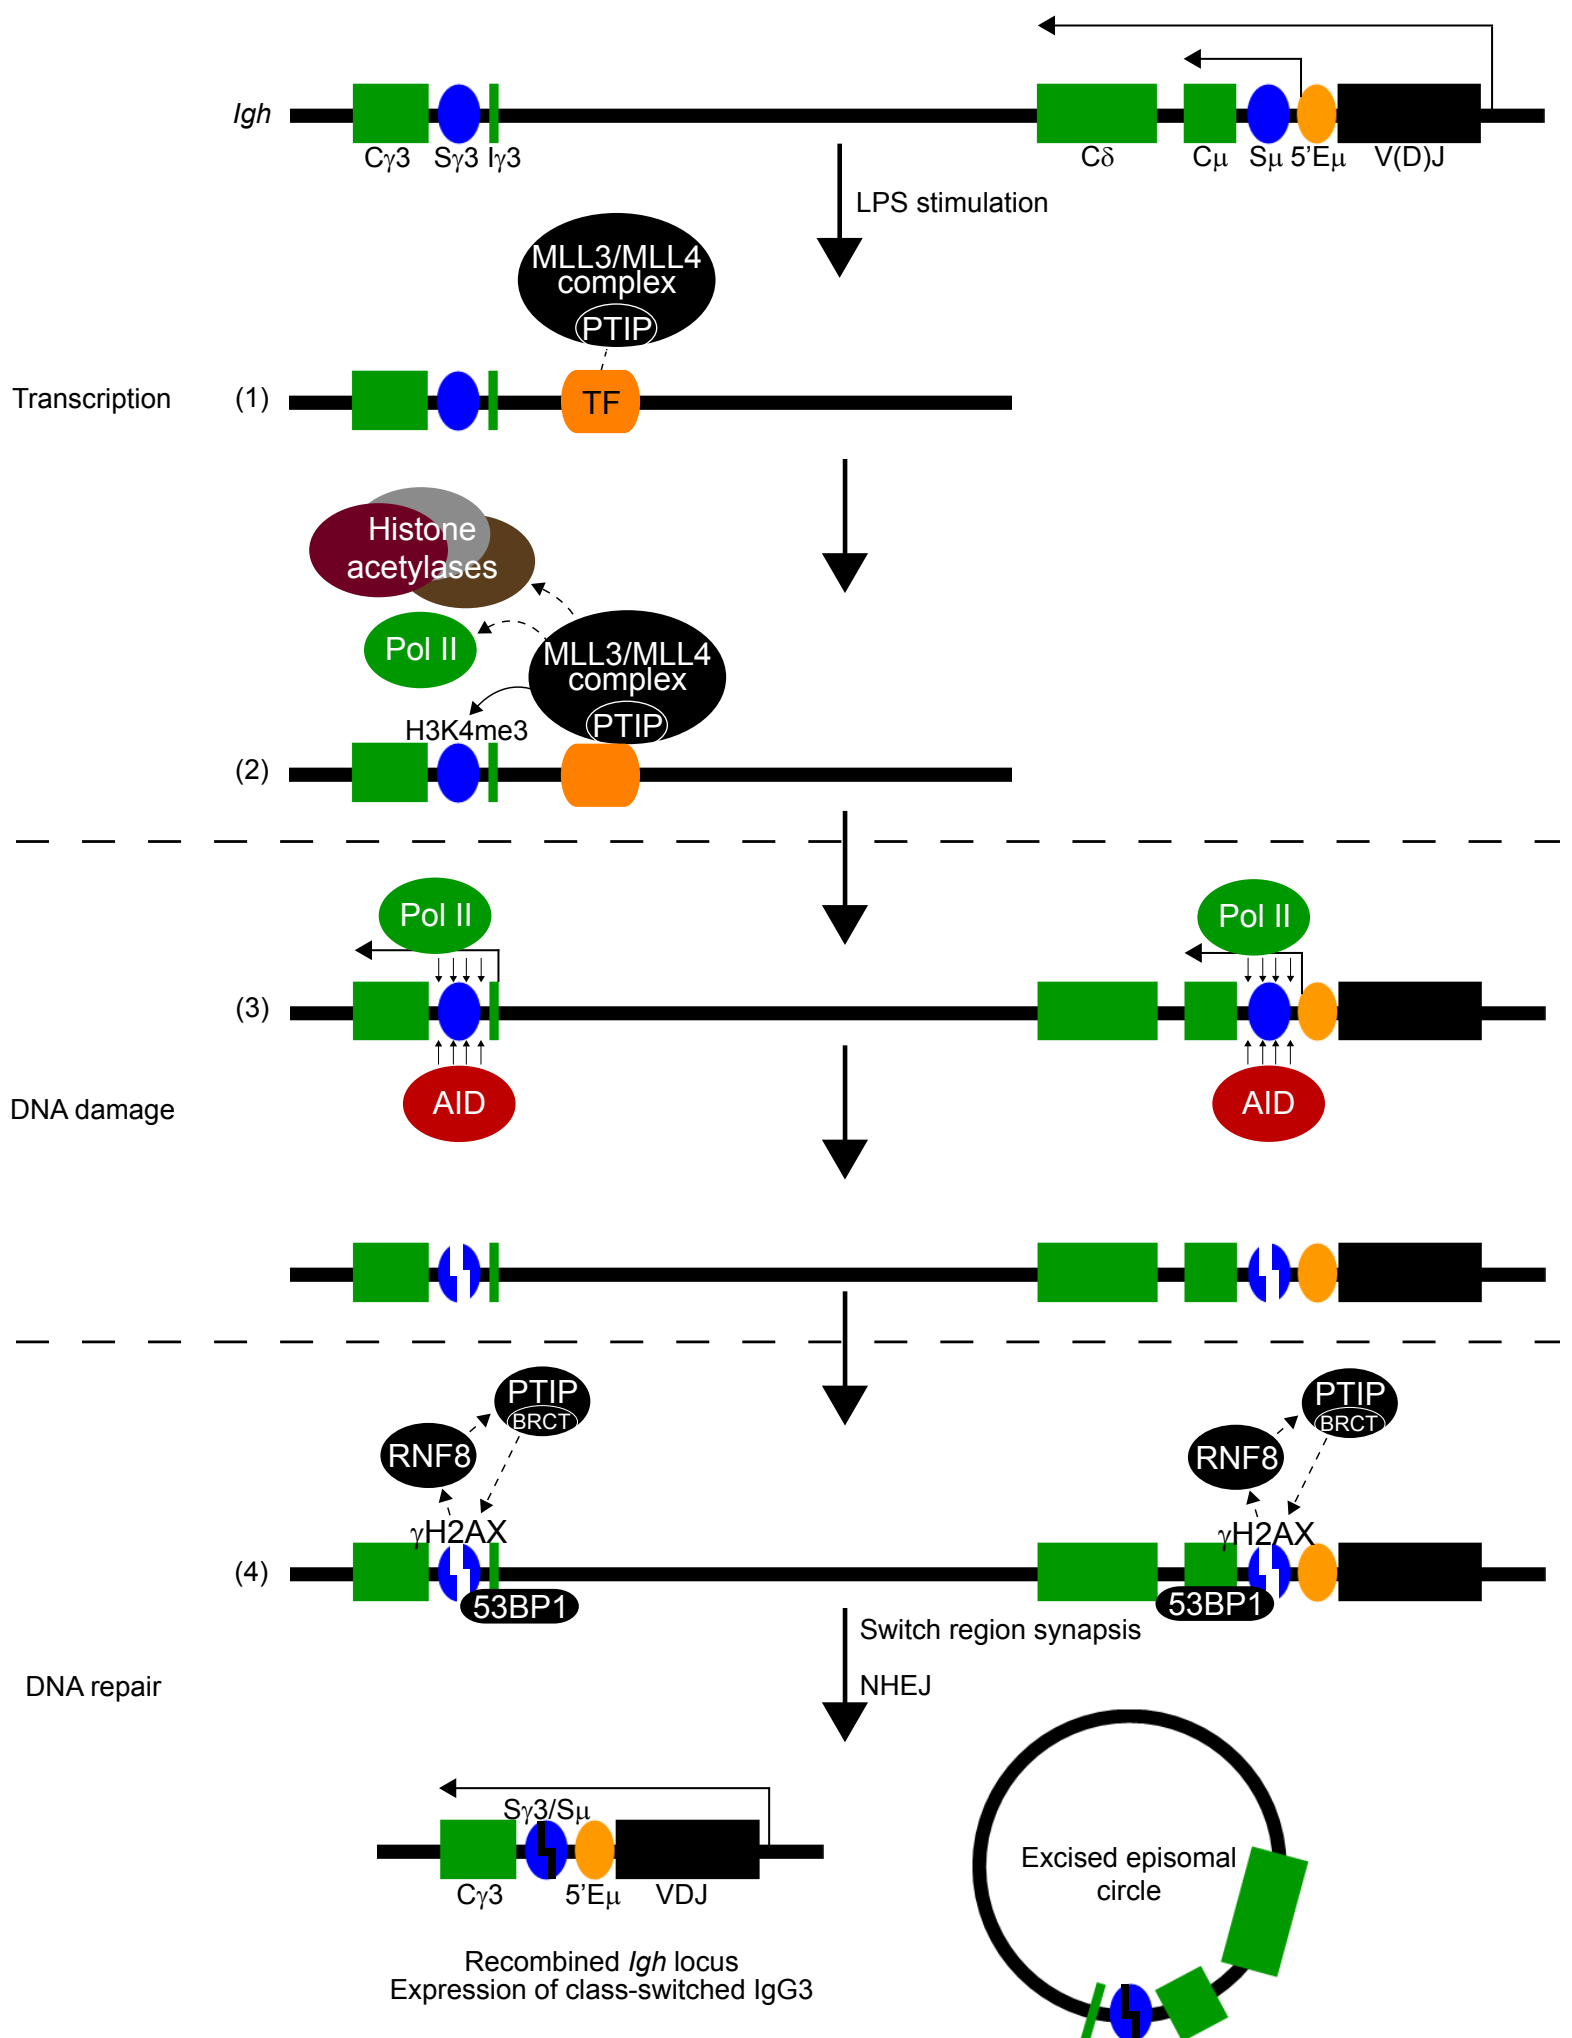 Igh
Cγ3 Sγ3 Iγ3 Cδ Cμ Sμ 5’Eμ V(D)J
LPS stimulation
MLL3/MLL4
complex
PTIP
Transcription (1) TF
Histone
acetylases
Pol II
MLL3/MLL4
complex
PTIP
H3K4me3
(2)
Pol II Pol II
(3)
AID AID
DNA damage
PTIP PTIP
BRCT BRCT
RNF8 RNF8
γH2AX γH2AX
(4)
53BP1 53BP1
Switch region synapsis
NHEJ
DNA repair
Sγ3/Sμ
Cγ3 5’Eμ VDJ
Excised episomal
circle
Recombined Igh locus
Expression of class-switched IgG3